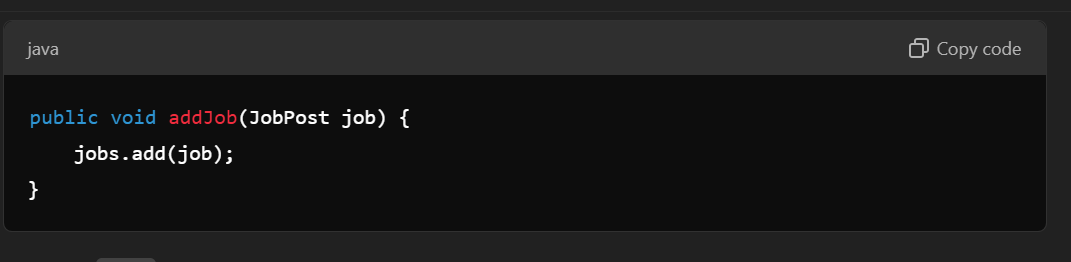 java
Copy code
public void addJob(JobPost job) {
    jobs.add(job);
}